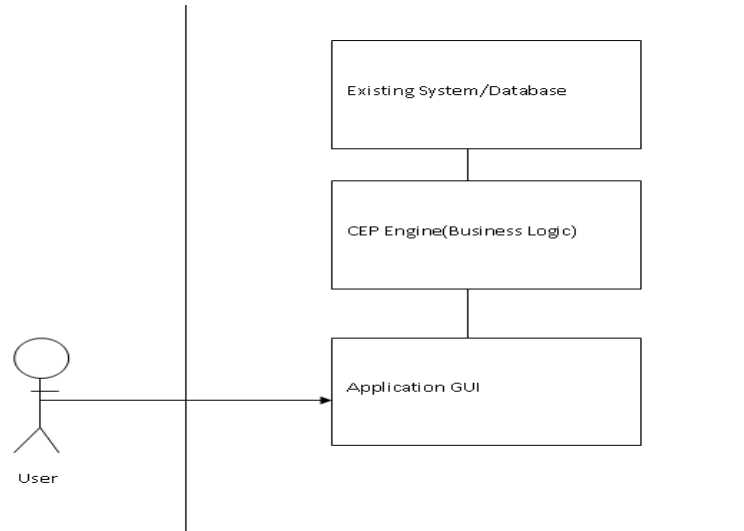 Existing System/Database
CEP Engine(Business Logic)
Application GUI
User